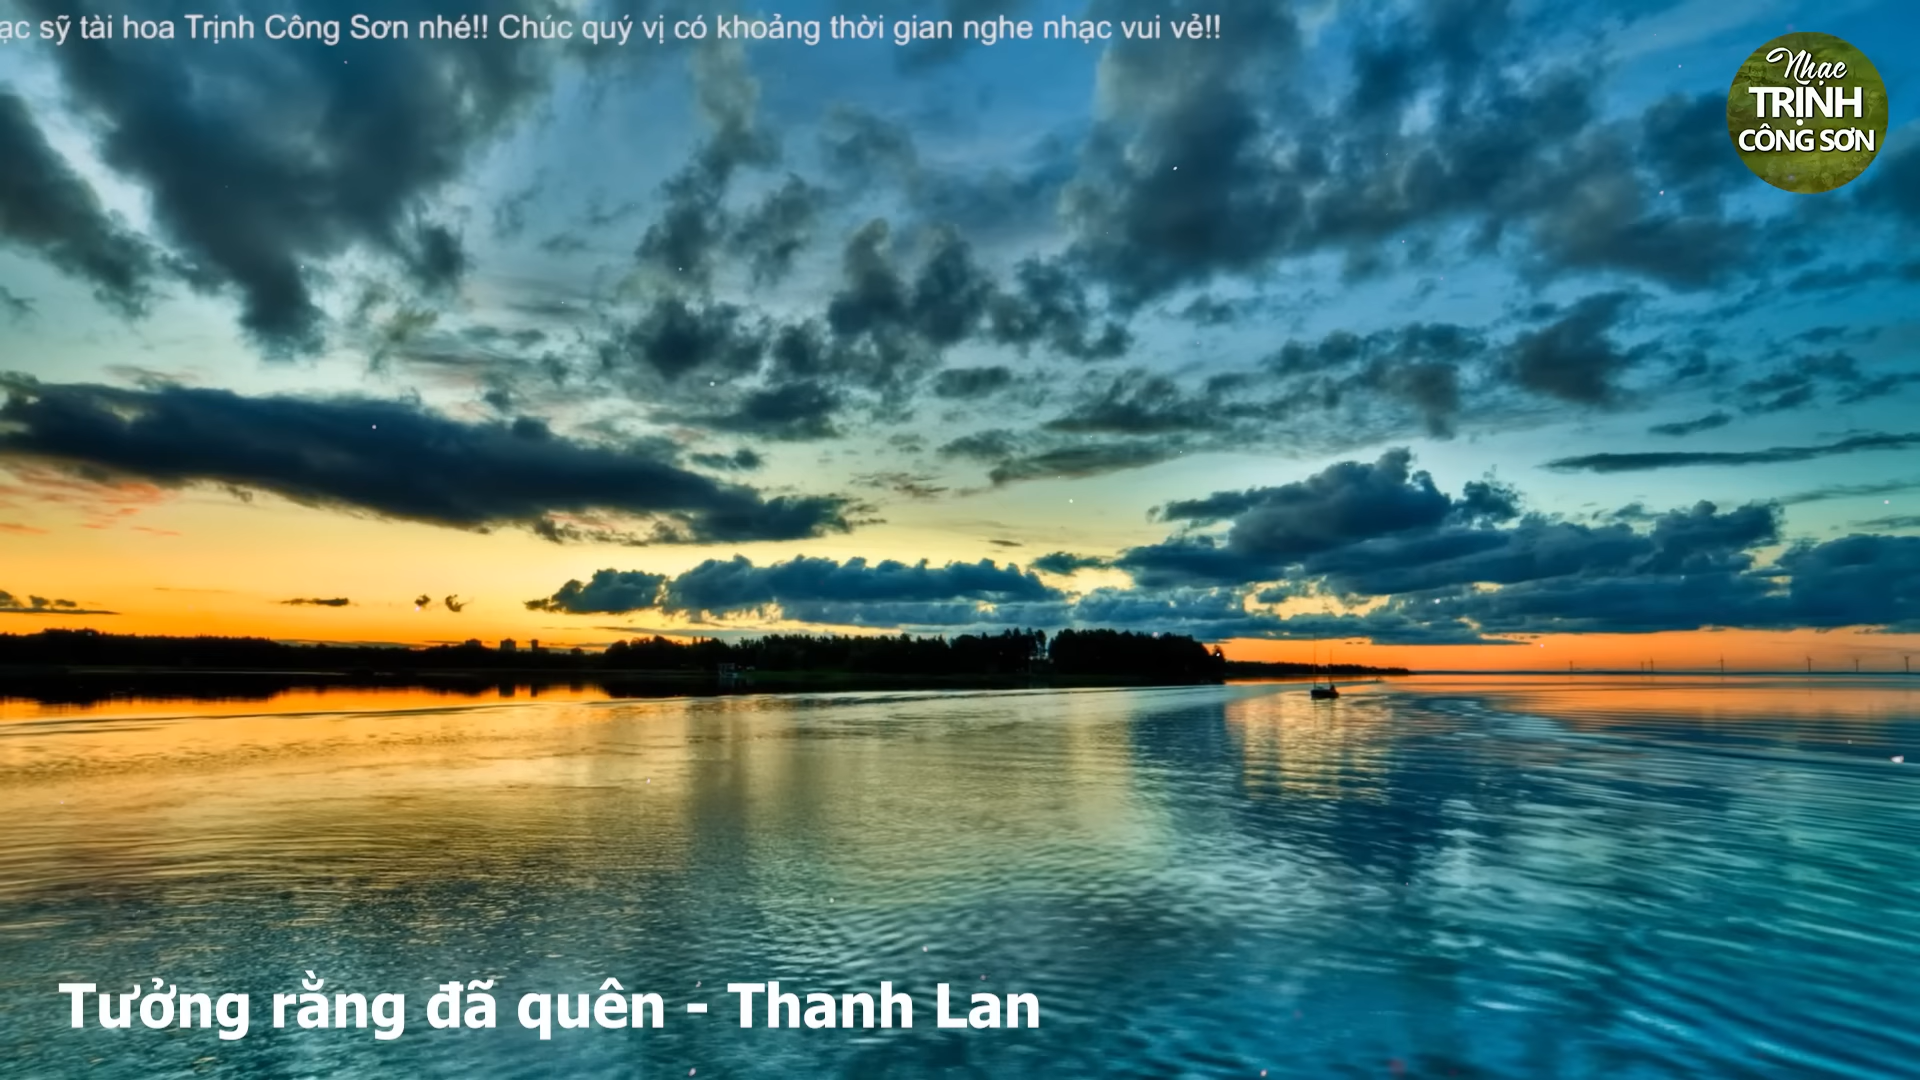 sỹ tài hoa Trịnh Công Sơn nhé!! Chúc quý vị có khoảng thời gian nghe nhạc vui vẻ!!
Nhạc
TRỊNH
CÔNG SƠN
Tưởng rằng đã quên - Thanh Lan